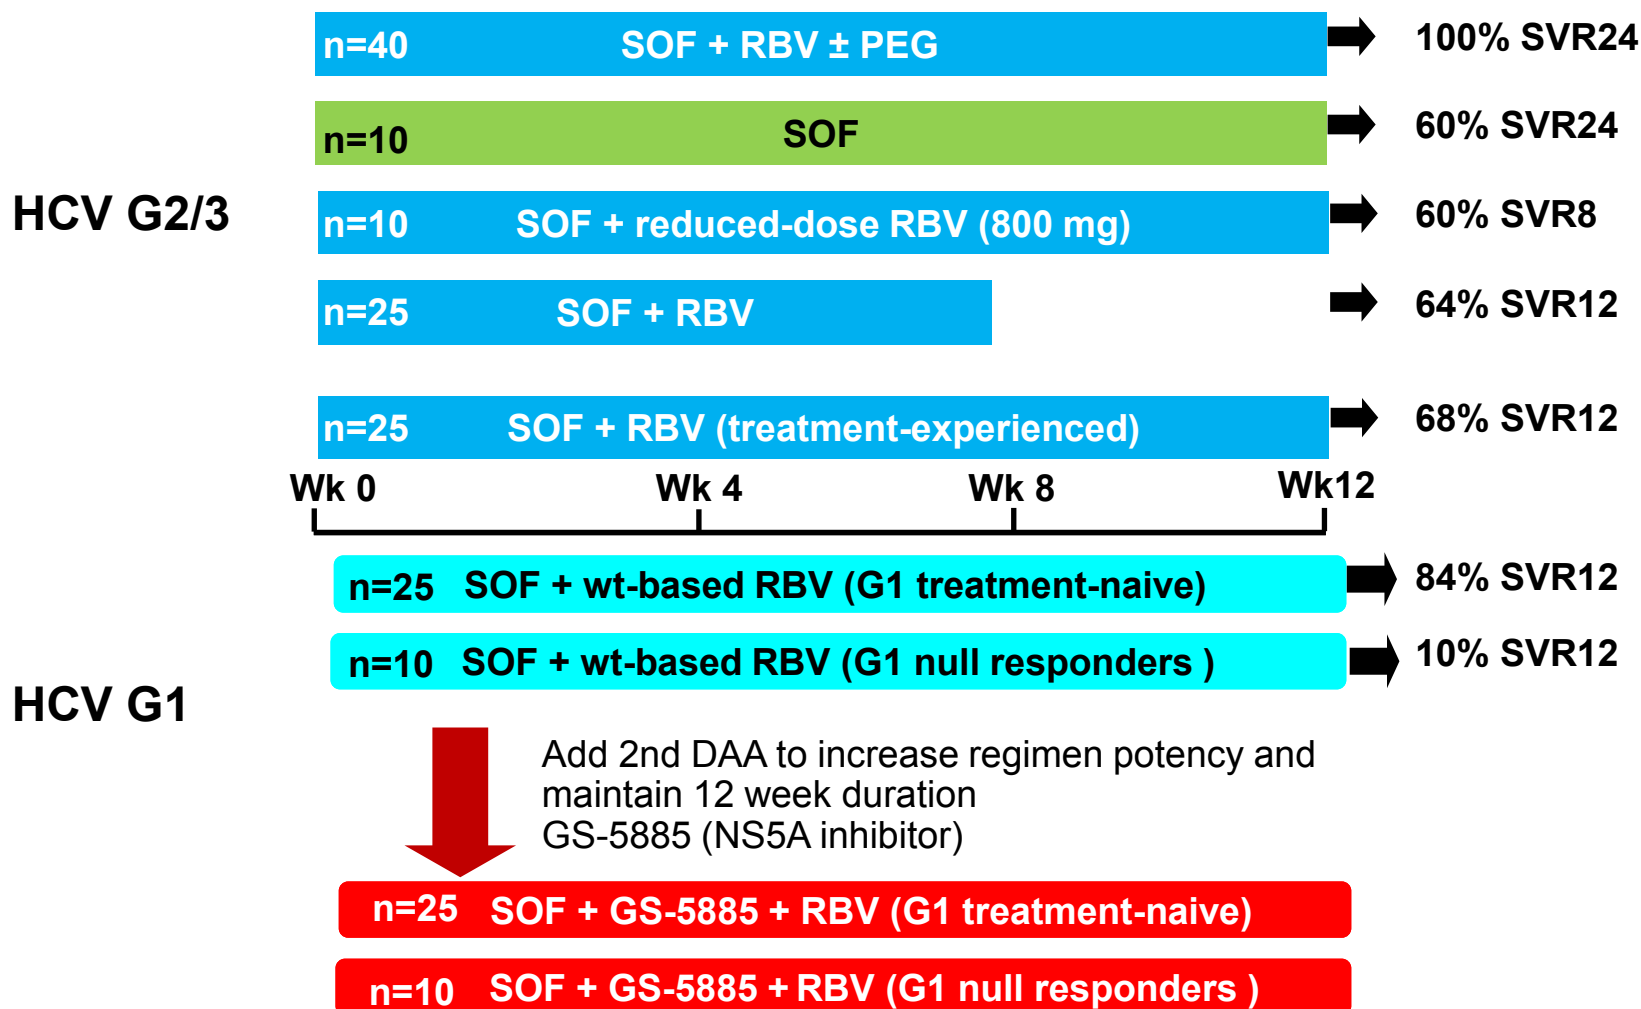 n=40 SOF + RBV ± PEG 100% SVR24
n=10 SOF 60% SVR24
HCV G2/3
n=10 SOF + reduced-dose RBV (800 mg) 60% SVR8
n=25 SOF + RBV 64% SVR12
n=25 SOF + RBV (treatment-experienced) 68% SVR12
Wk 0 Wk 4 Wk 8 Wk12
n=25 SOF + wt-based RBV (G1 treatment-naive) 84% SVR12
n=10 SOF + wt-based RBV (G1 null responders ) 10% SVR12
HCV G1
Add 2nd DAA to increase regimen potency and
maintain 12 week duration
GS-5885 (NS5A inhibitor)
n=25 SOF + GS-5885 + RBV (G1 treatment-naive)
n=10 SOF + GS-5885 + RBV (G1 null responders )